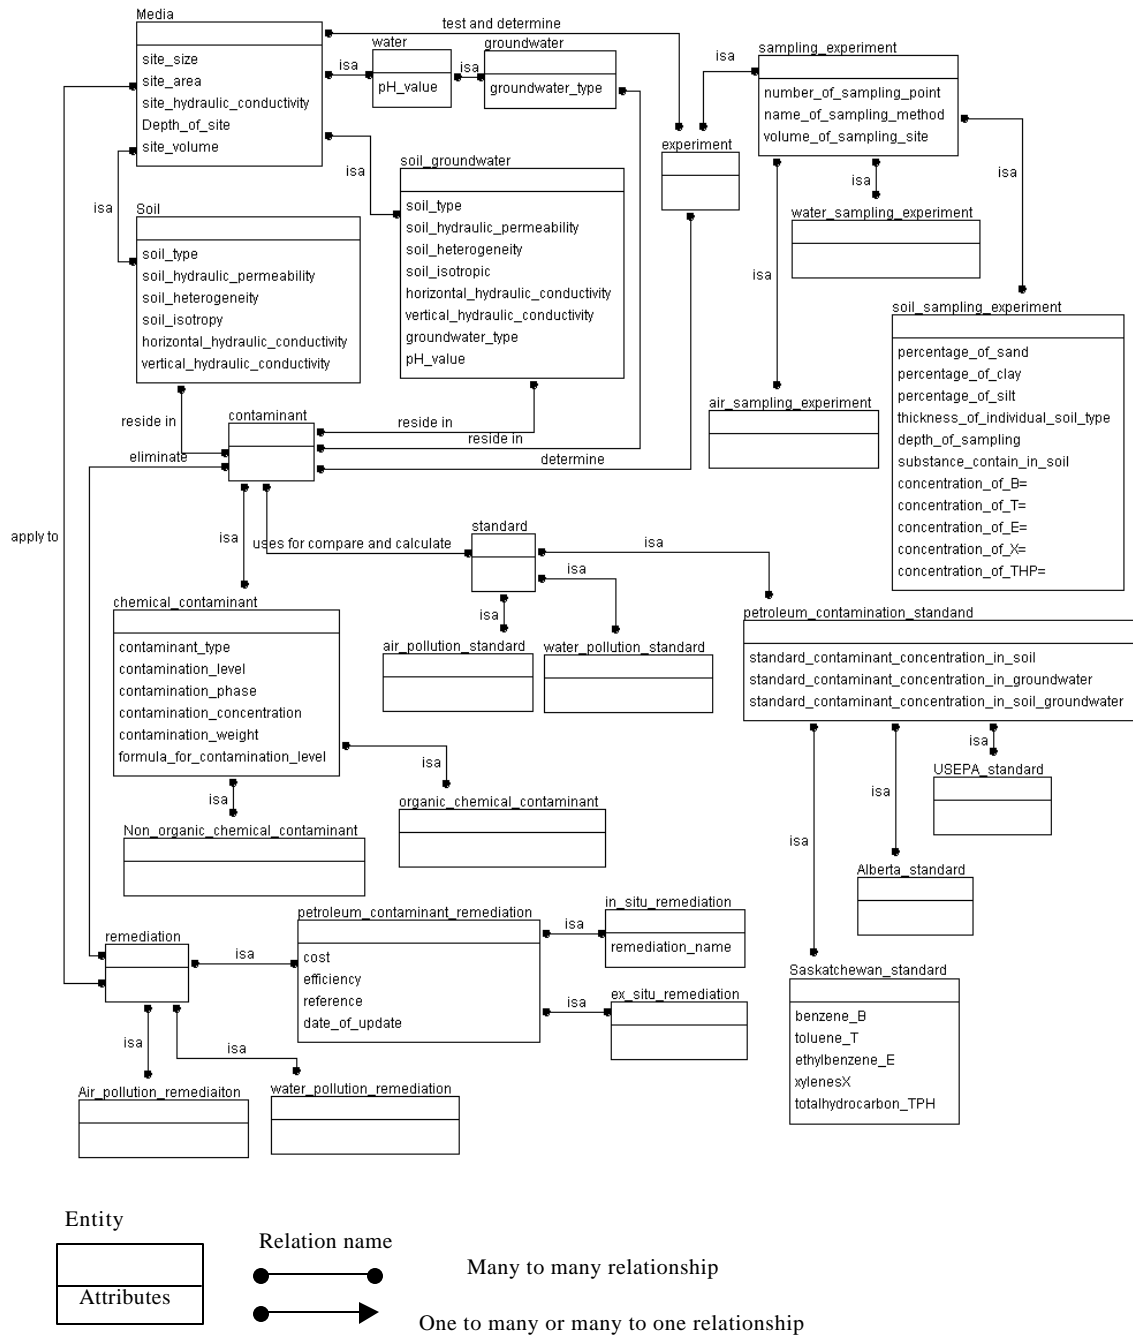 Media
site_size
site_area
site_hydraulic_conductivity
Depth_of_site
site_volume
test and determine
isa
water
pH_value
isa
groundwater
groundwater_type
isa
sampling_experiment
number_of_sampling_point
name_of_sampling_method
volume_of_sampling_site
experiment
isa
isa
soil_groundwater
soil_type
soil_hydraulic_permeability
soil_heterogeneity
soil_isotropic
horizontal_hydraulic_conductivity
vertical_hydraulic_conductivity
groundwater_type
pH_value
isa
Soil
soil_type
soil_hydraulic_permeability
soil_heterogeneity
soil_isotropy
horizontal_hydraulic_conductivity
vertical_hydraulic_conductivity
isa
water_sampling_experiment
isa
air_sampling_experiment
soil_sampling_experiment
percentage_of_sand
percentage_of_clay
percentage_of_silt
thickness_of_individual_soil_type
depth_of_sampling
substance_contain_in_soil
concentration_of_B=
concentration_of_T=
concentration_of_E=
concentration_of_X=
concentration_of_THP=
reside in
contaminant
reside in
reside in
eliminate
determine
apply to
isa
uses for compare and calculate
standard
isa
isa
isa
air_pollution_standard
water_pollution_standard
petroleum_contamination_standand
standard_contaminant_concentration_in_soil
standard_contaminant_concentration_in_groundwater
standard_contaminant_concentration_in_soil_groundwater
chemical_contaminant
contaminant_type
contamination_level
contamination_phase
contamination_concentration
contamination_weight
formula_for_contamination_level
isa
isa
Non_organic_chemical_contaminant
organic_chemical_contaminant
isa
USEPA_standard
isa
Alberta_standard
isa
Saskatchewan_standard
benzene_B
toluene_T
ethylbenzene_E
xylenesX
totalhydrocarbon_TPH
remediation
isa
petroleum_contaminant_remediation
cost
efficiency
reference
date_of_update
isa
in_situ_remediation
remediation_name
isa
ex_situ_remediation
isa
isa
Air_pollution_remediaiton
water_pollution_remediation
Entity
Attributes
Relation name
Many to many relationship
One to many or many to one relationship